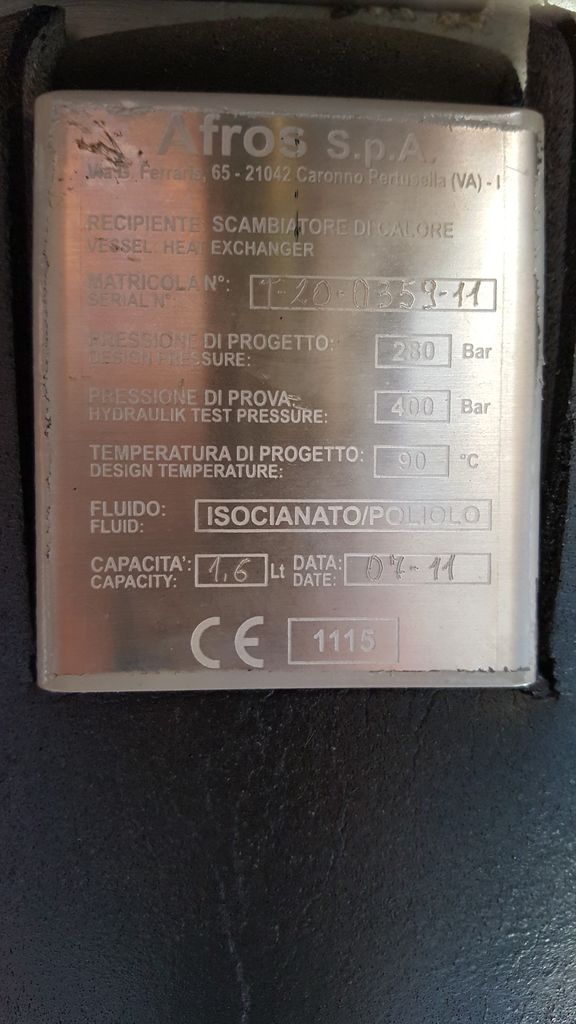 Afros S.p.A.
Via G. Ferraris, 65 - 21042 Caronno Pertusella (VA) - I
RECIPIENTE: SCAMBIATORE DI CALORE
VESSEL: HEAT EXCHANGER
MATRICOLA N°: T-20-0359-11
SERIAL N°:
PRESSIONE DI PROGETTO: 280 Bar
DESIGN PRESSURE:
PRESSIONE DI PROVA: 400 Bar
HYDRAULIK TEST PRESSURE:
TEMPERATURA DI PROGETTO: 90 °C
DESIGN TEMPERATURE:
FLUIDO: ISOCIANATO/POLIOLO
FLUID:
CAPACITA': 1,6 Lt DATA: 07-11
CAPACITY: DATE:
CE 1115